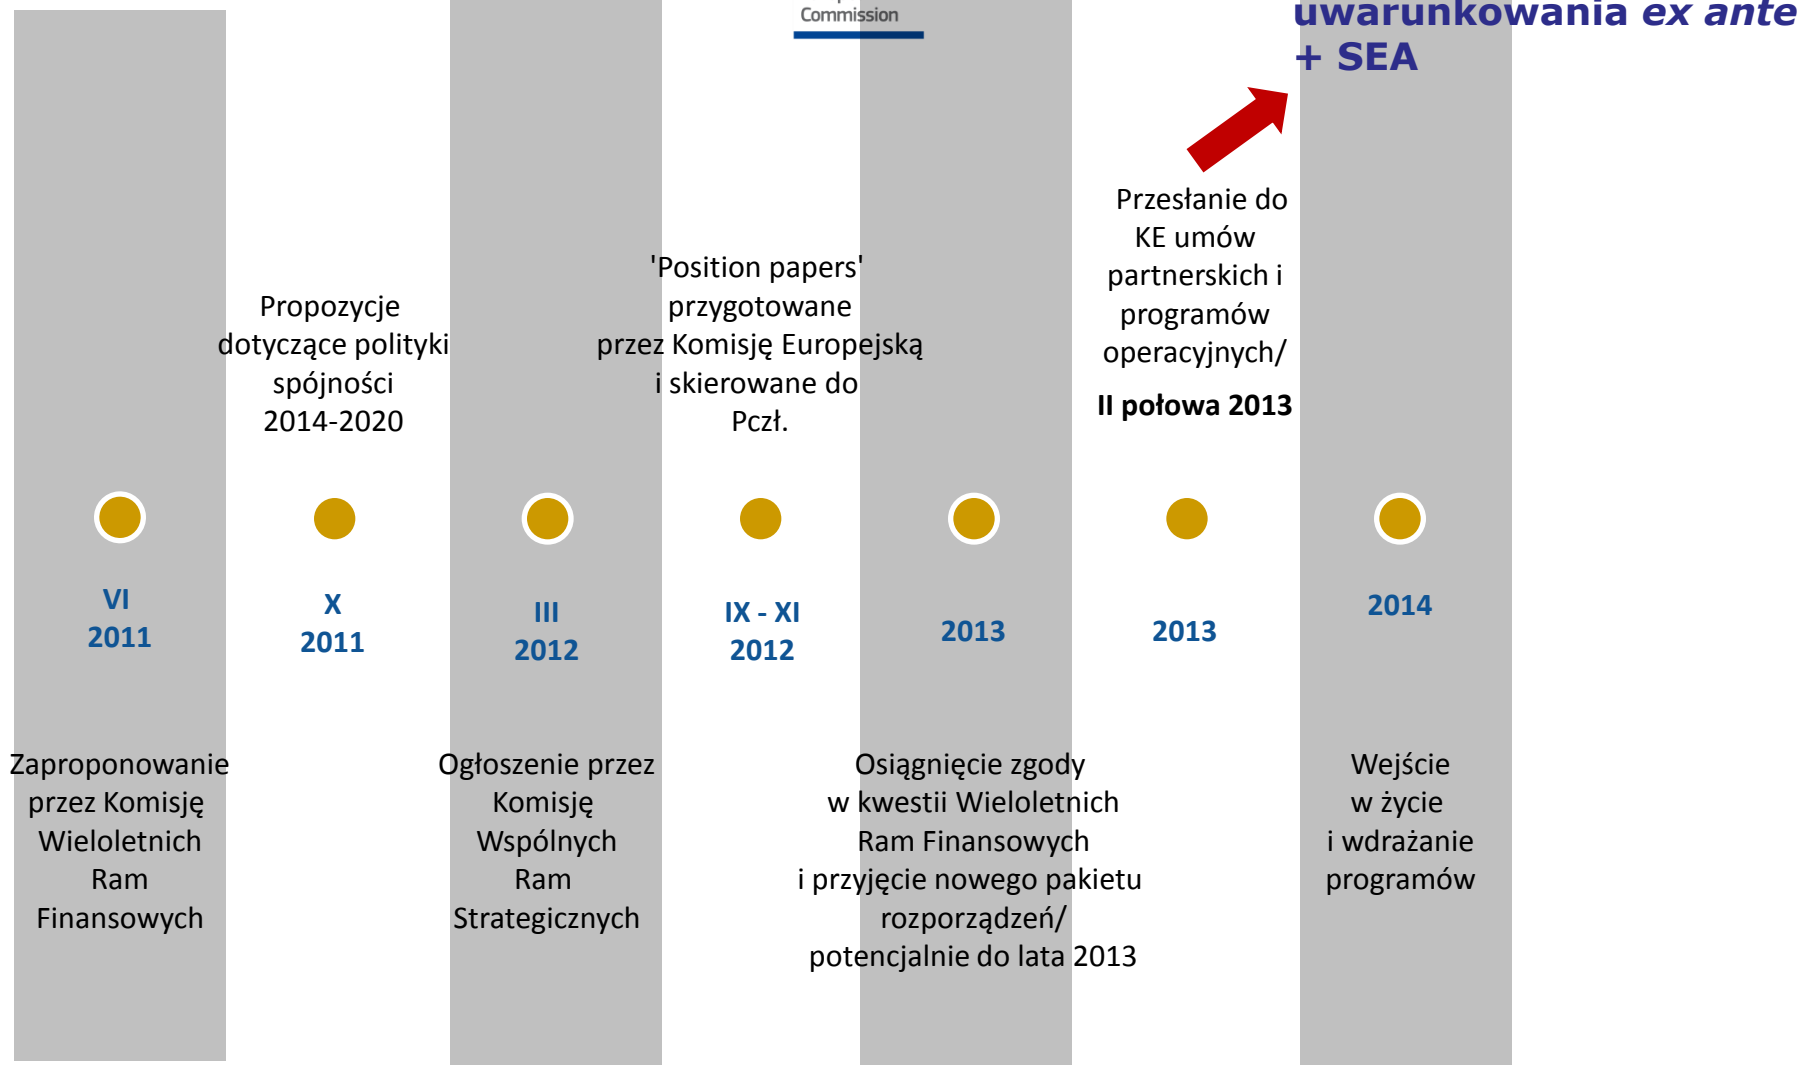 Commission
uwarunkowania ex ante
+ SEA
Przesłanie do
KE umów
partnerskich i
programów
operacyjnych/
II połowa 2013
'Position papers'
przygotowane
przez Komisję Europejską
i skierowane do
Pczł.
Propozycje
dotyczące polityki
spójności
2014-2020
VI
2011
X
2011
III
2012
IX - XI
2012
2013
2013
2014
Zaproponowanie
przez Komisję
Wieloletnich
Ram
Finansowych
Ogłoszenie przez
Komisję
Wspólnych
Ram
Strategicznych
Osiągnięcie zgody
w kwestii Wieloletnich
Ram Finansowych
i przyjęcie nowego pakietu
rozporządzeń/
potencjalnie do lata 2013
Wejście
w życie
i wdrażanie
programów